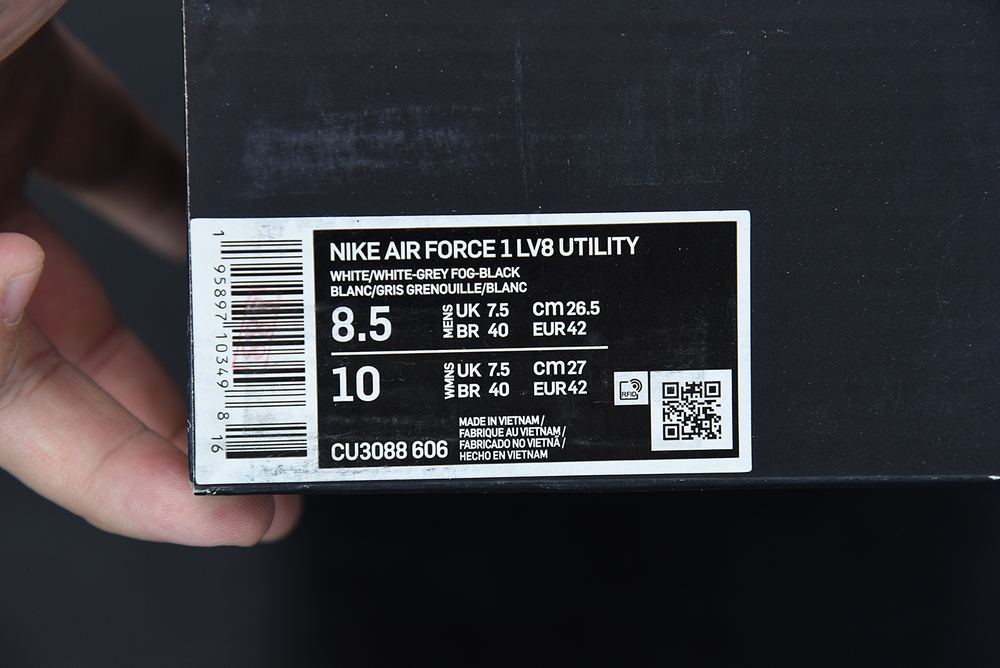 1 95897 10349 8 16
NIKE AIR FORCE 1 LV8 UTILITY
WHITE/WHITE-GREY FOG-BLACK
BLANC/GRIS GRENOUILLE/BLANC
8.5 MENS UK 7.5 CM 26.5
BR 40 EUR 42
10 WMNS UK 7.5 CM 27
BR 40 EUR 42
RFID
CU3088 606
MADE IN VIETNAM /
FABRIQUE AU VIETNAM /
FABRICADO NO VIETNÃ /
HECHO EN VIETNAM